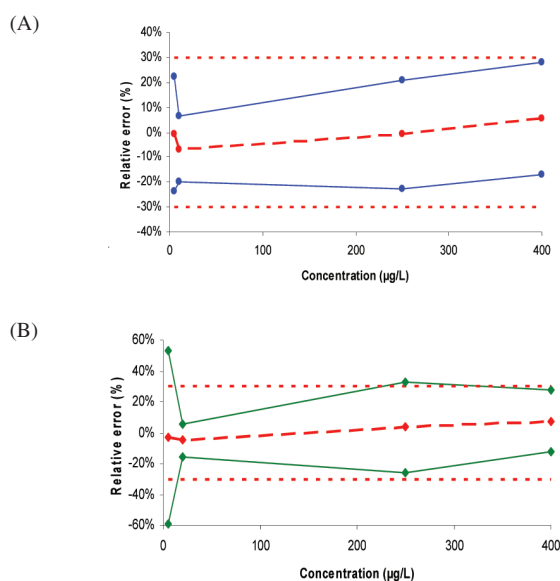 (A)
40%
30%
20%
10%
0%
-10%
-20%
-30%
-40%
Relative error (%)
0 100 200 300 400
Concentration (µg/L)
(B)
60%
40%
20%
0%
-20%
-40%
-60%
Relative error (%)
0 100 200 300 400
Concentration (µg/L)